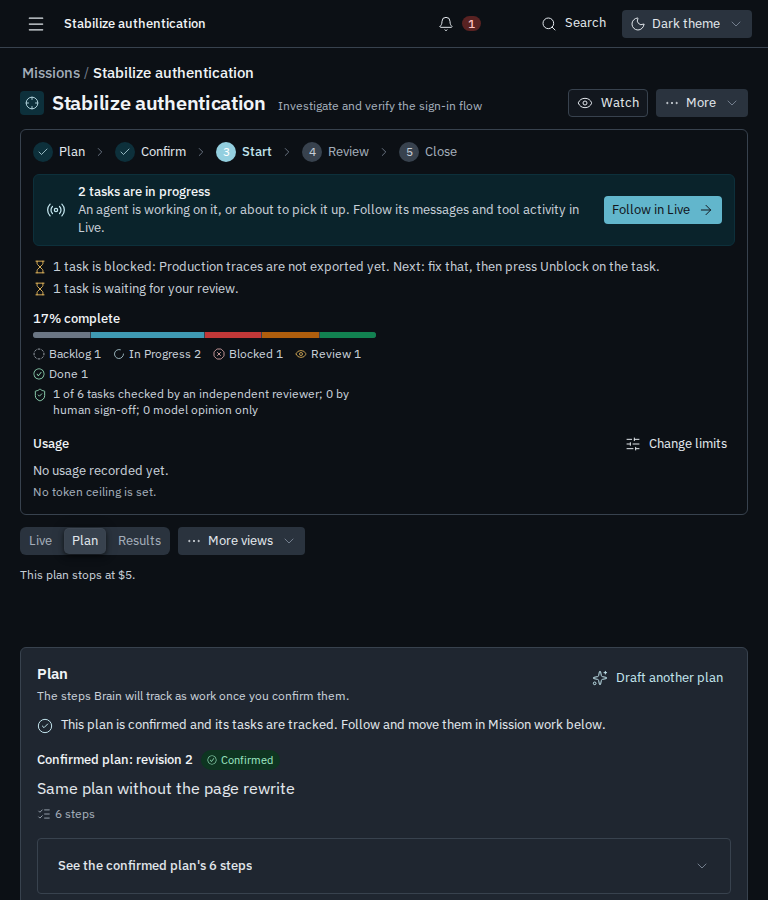 Stabilize authentication
1
Search
Dark theme
Missions / Stabilize authentication
Stabilize authentication
Investigate and verify the sign-in flow
Watch
More
Plan
Confirm
3 Start
4 Review
5 Close
2 tasks are in progress
An agent is working on it, or about to pick it up. Follow its messages and tool activity in
Live.
Follow in Live
1 task is blocked: Production traces are not exported yet. Next: fix that, then press Unblock on the task.
1 task is waiting for your review.
17% complete
Backlog 1 In Progress 2 Blocked 1 Review 1
Done 1
1 of 6 tasks checked by an independent reviewer; 0 by
human sign-off; 0 model opinion only
Usage
Change limits
No usage recorded yet.
No token ceiling is set.
Live Plan Results
More views
This plan stops at $5.
Plan
Draft another plan
The steps Brain will track as work once you confirm them.
This plan is confirmed and its tasks are tracked. Follow and move them in Mission work below.
Confirmed plan: revision 2 Confirmed
Same plan without the page rewrite
6 steps
See the confirmed plan's 6 steps